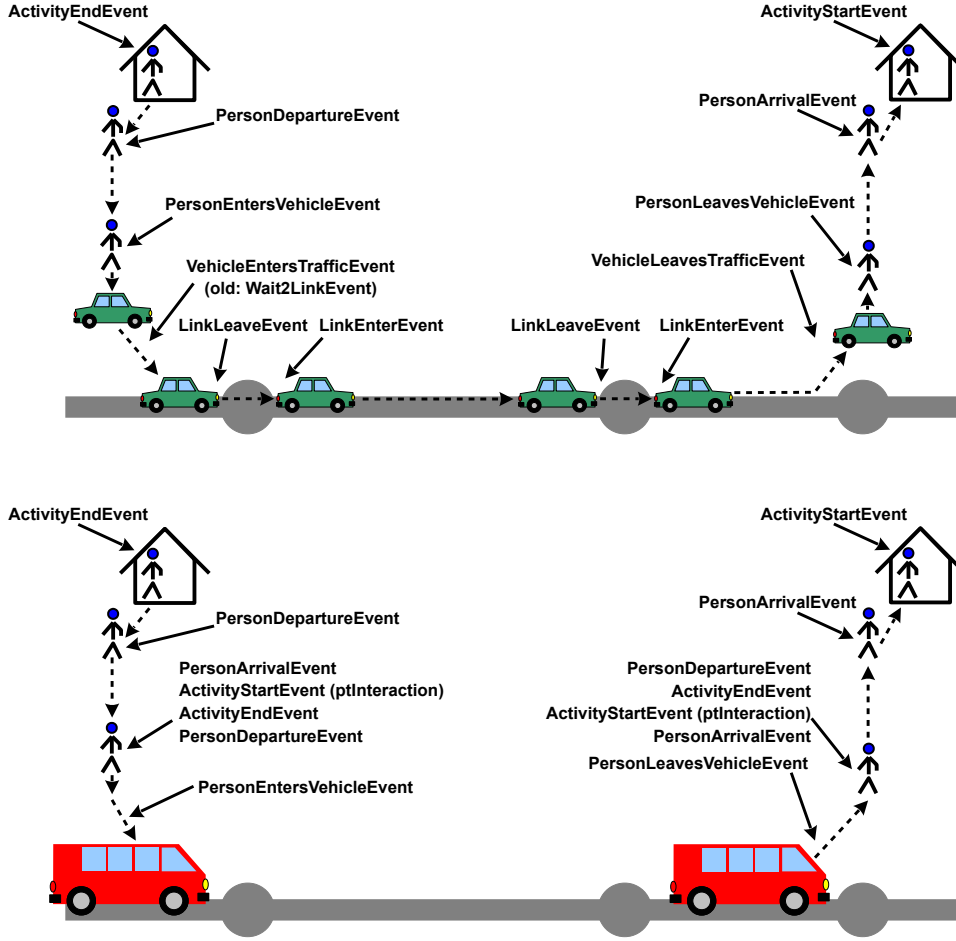 ActivityEndEvent
ActivityStartEvent
PersonDepartureEvent
PersonArrivalEvent
PersonEntersVehicleEvent
PersonLeavesVehicleEvent
VehicleEntersTrafficEvent
(old: Wait2LinkEvent)
VehicleLeavesTrafficEvent
LinkLeaveEvent
LinkEnterEvent
LinkLeaveEvent
LinkEnterEvent
ActivityEndEvent
ActivityStartEvent
PersonDepartureEvent
PersonArrivalEvent
PersonArrivalEvent
ActivityStartEvent (ptInteraction)
ActivityEndEvent
PersonDepartureEvent
PersonDepartureEvent
ActivityEndEvent
ActivityStartEvent (ptInteraction)
PersonArrivalEvent
PersonLeavesVehicleEvent
PersonEntersVehicleEvent